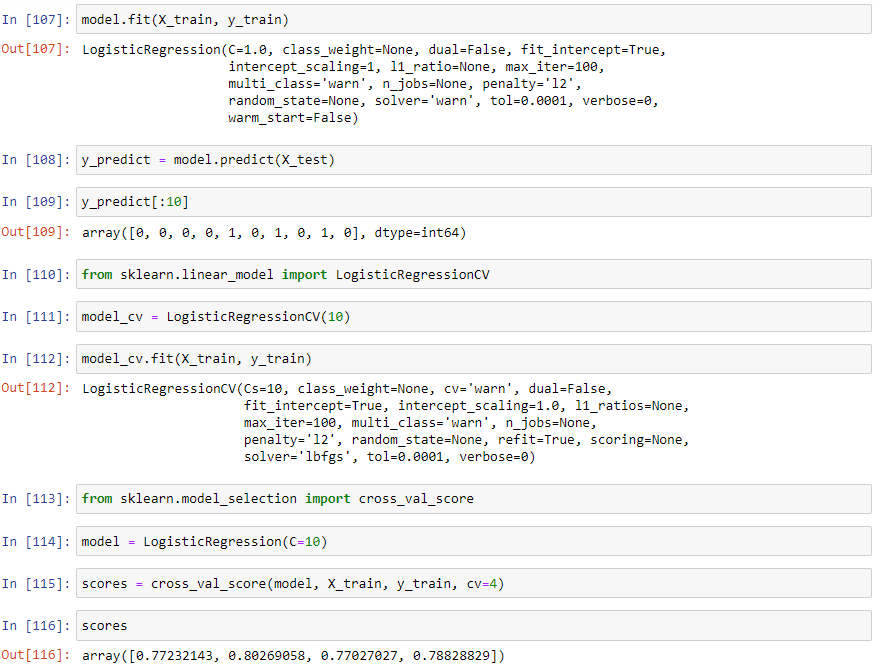 In [107]: model.fit(X_train, y_train)
Out[107]: LogisticRegression(C=1.0, class_weight=None, dual=False, fit_intercept=True,
intercept_scaling=1, l1_ratio=None, max_iter=100,
multi_class='warn', n_jobs=None, penalty='l2',
random_state=None, solver='warn', tol=0.0001, verbose=0,
warm_start=False)
In [108]: y_predict = model.predict(X_test)
In [109]: y_predict[:10]
Out[109]: array([0, 0, 0, 0, 1, 0, 1, 0, 1, 0], dtype=int64)
In [110]: from sklearn.linear_model import LogisticRegressionCV
In [111]: model_cv = LogisticRegressionCV(10)
In [112]: model_cv.fit(X_train, y_train)
Out[112]: LogisticRegressionCV(Cs=10, class_weight=None, cv='warn', dual=False,
fit_intercept=True, intercept_scaling=1.0, l1_ratios=None,
max_iter=100, multi_class='warn', n_jobs=None,
penalty='l2', random_state=None, refit=True, scoring=None,
solver='lbfgs', tol=0.0001, verbose=0)
In [113]: from sklearn.model_selection import cross_val_score
In [114]: model = LogisticRegression(C=10)
In [115]: scores = cross_val_score(model, X_train, y_train, cv=4)
In [116]: scores
Out[116]: array([0.77232143, 0.80269058, 0.77027027, 0.78828829])